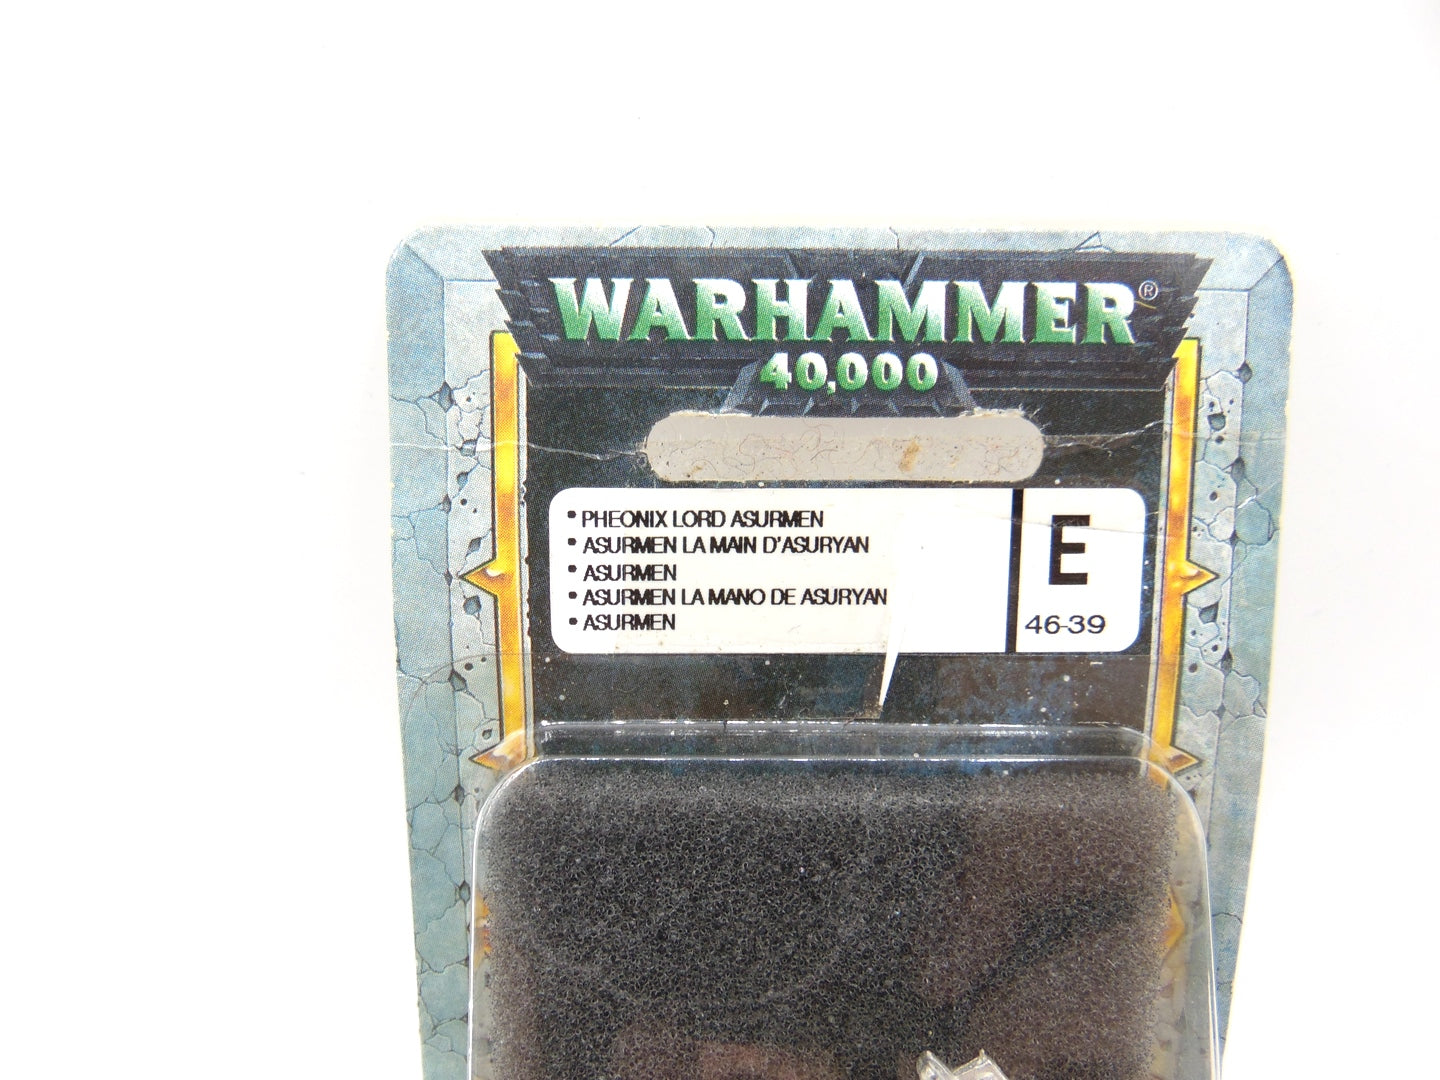 WARHAMMER®
40,000
• PHEONIX LORD ASURMEN
• ASURMEN LA MAIN D'ASURYAN
• ASURMEN
• ASURMEN LA MANO DE ASURYAN
• ASURMEN
E
46-39